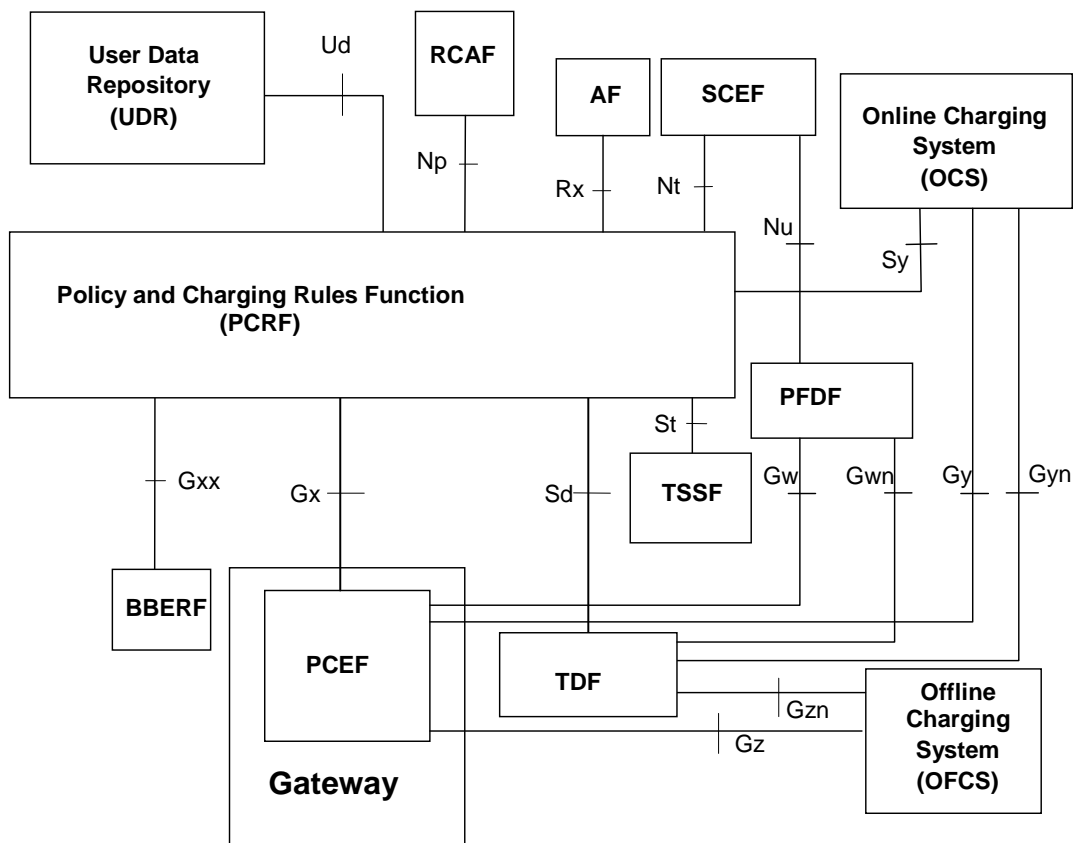 User Data
Repository
(UDR)
Ud
RCAF
AF
SCEF
Online Charging
System
(OCS)
Np
Rx
Nt
Nu
Sy
Policy and Charging Rules Function
(PCRF)
PFDF
St
Gxx
Gx
Sd
TSSF
Gw
Gwn
Gy
Gyn
BBERF
PCEF
TDF
Offline
Charging
System
(OFCS)
Gzn
Gz
Gateway